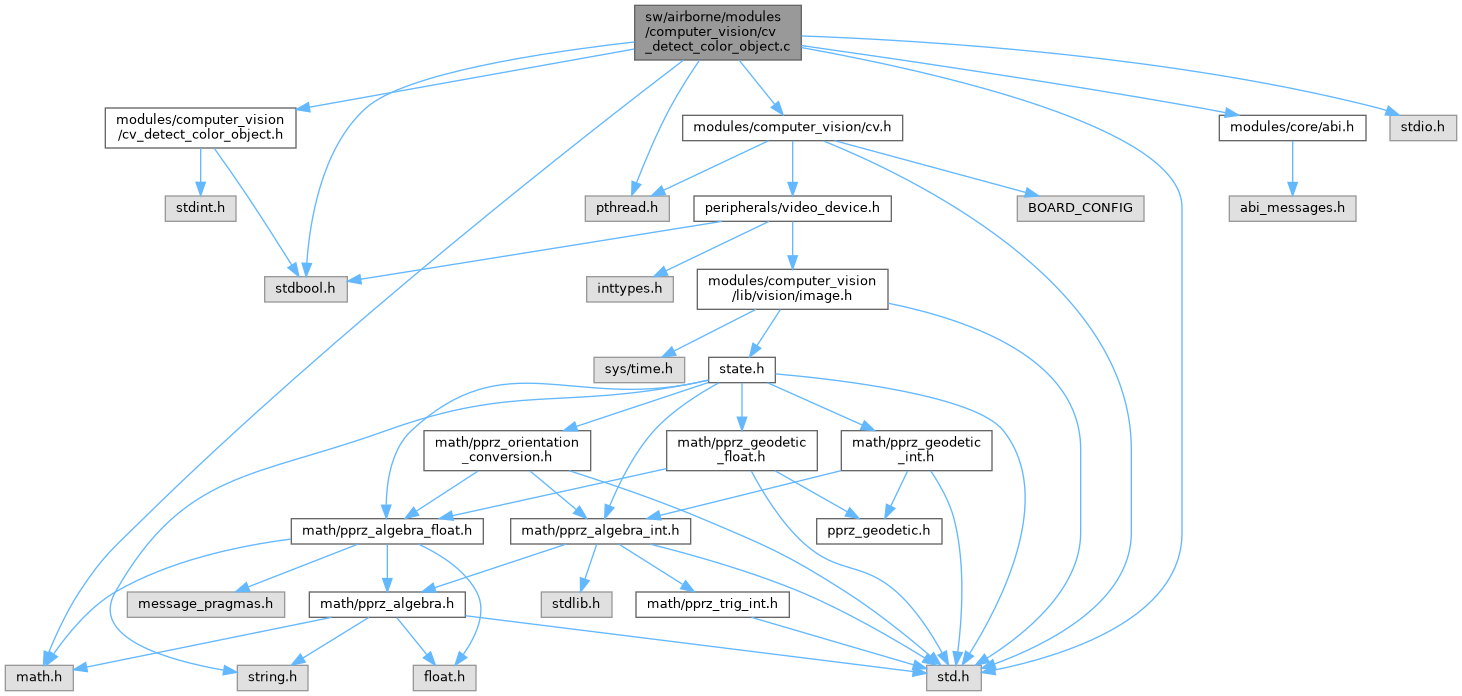 sw/airborne/modules
/computer_vision/cv
_detect_color_object.c
modules/computer_vision
/cv_detect_color_object.h
modules/computer_vision/cv.h
modules/core/abi.h
stdio.h
stdint.h
pthread.h
peripherals/video_device.h
BOARD_CONFIG
abi_messages.h
stdbool.h
inttypes.h
modules/computer_vision
/lib/vision/image.h
sys/time.h
state.h
math/pprz_orientation
_conversion.h
math/pprz_geodetic
_float.h
math/pprz_geodetic
_int.h
math/pprz_algebra_float.h
math/pprz_algebra_int.h
pprz_geodetic.h
message_pragmas.h
math/pprz_algebra.h
stdlib.h
math/pprz_trig_int.h
math.h
string.h
float.h
std.h